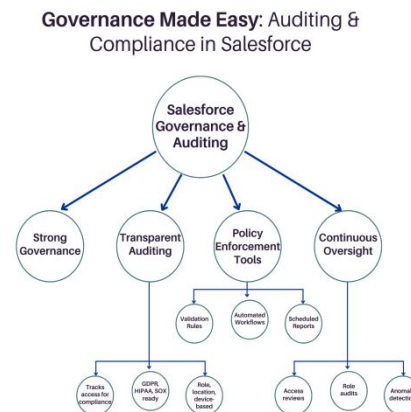 Governance Made Easy: Auditing &
Compliance in Salesforce
Salesforce
Governance &
Auditing
Strong
Governance
Transparent
Auditing
Policy
Enforcement
Tools
Continuous
Oversight
Validation
Rules
Automated
Workflows
Scheduled
Reports
Tracks
access for
compliance
GDPR,
HIPAA, SOX
ready
Role,
location,
device-
based
Access
reviews
Role
audits
Anomal
detectio